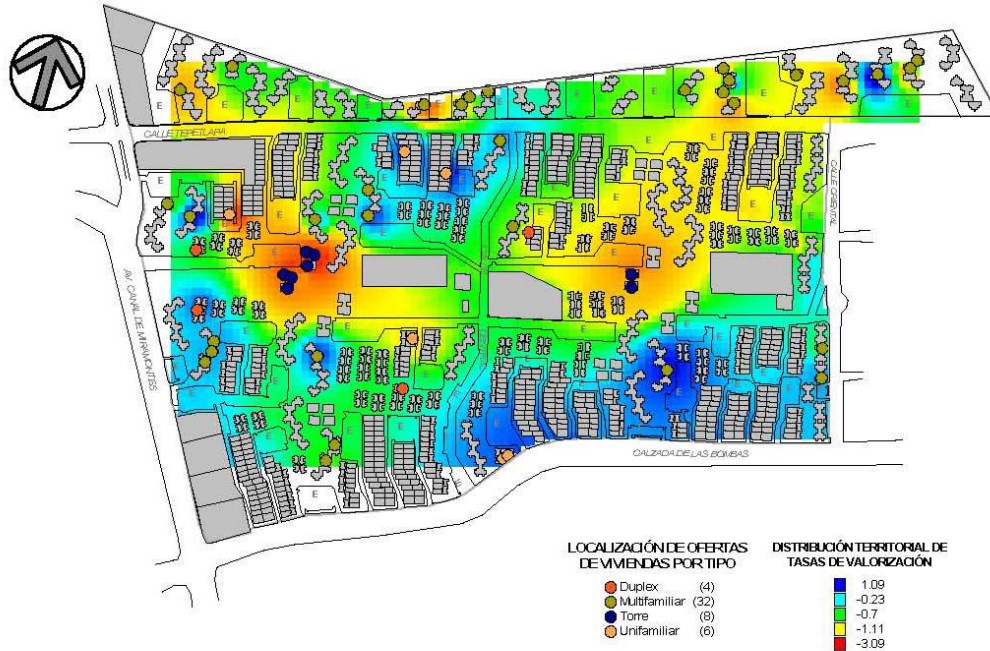 CALLE TEPETLAPA
CALLE ORIENTAL
AV. CANAL DE MIRAMONTES
CALZADA DE LAS BOMBAS
LOCALIZACIÓN DE OFERTAS
DE VIVIENDAS POR TIPO
Duplex (4)
Multifamiliar (32)
Torre (8)
Unifamiliar (6)
DISTRIBUCIÓN TERRITORIAL DE
TASAS DE VALORIZACIÓN
1.09
-0.23
-0.7
-1.11
-3.09